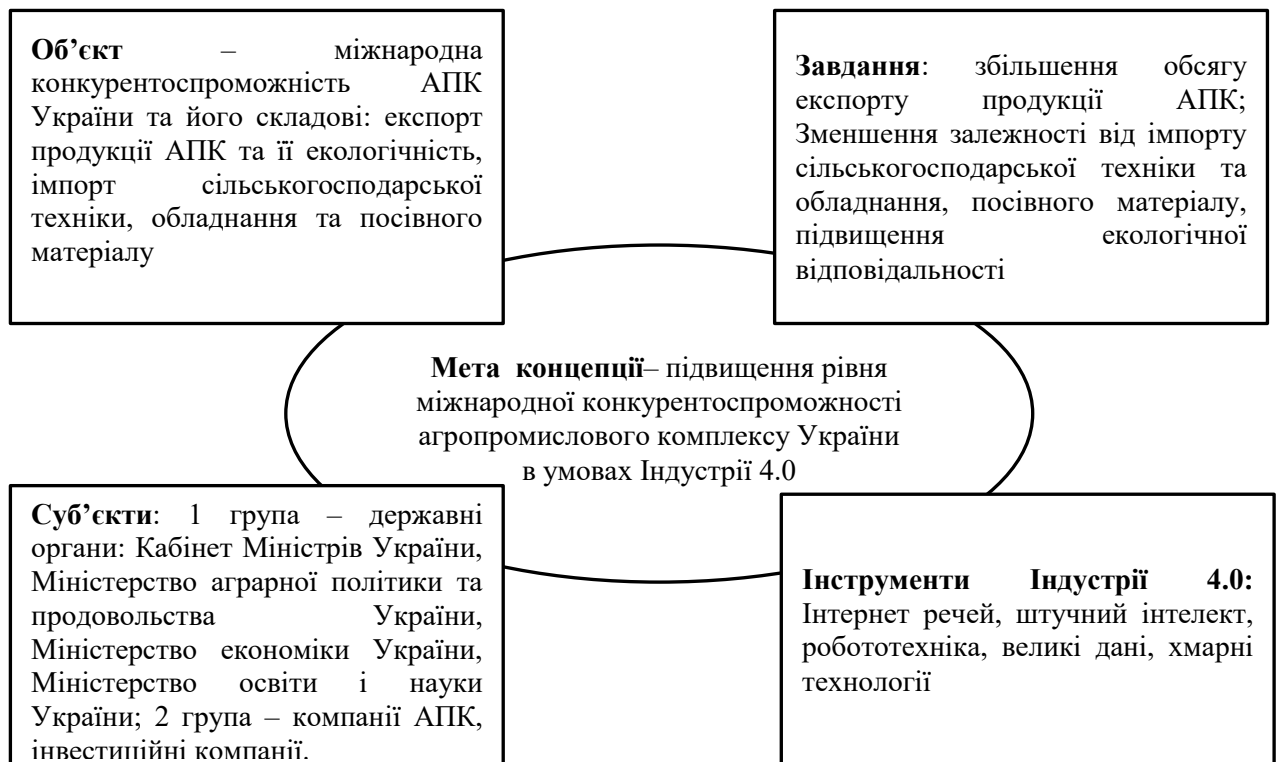 Об’єкт – міжнародна
конкурентоспроможність АПК
України та його складові: експорт
продукції АПК та її екологічність,
імпорт сільськогосподарської
техніки, обладнання та посівного
матеріалу
Завдання: збільшення обсягу
експорту продукції АПК;
Зменшення залежності від імпорту
сільськогосподарської техніки та
обладнання, посівного матеріалу,
підвищення екологічної
відповідальності
Мета концепції– підвищення рівня
міжнародної конкурентоспроможності
агропромислового комплексу України
в умовах Індустрії 4.0
Суб’єкти: 1 група – державні
органи: Кабінет Міністрів України,
Міністерство аграрної політики та
продовольства України,
Міністерство економіки України,
Міністерство освіти і науки
України; 2 група – компанії АПК,
інвестиційні компанії.
Інструменти Індустрії 4.0:
Інтернет речей, штучний інтелект,
робототехніка, великі дані, хмарні
технології